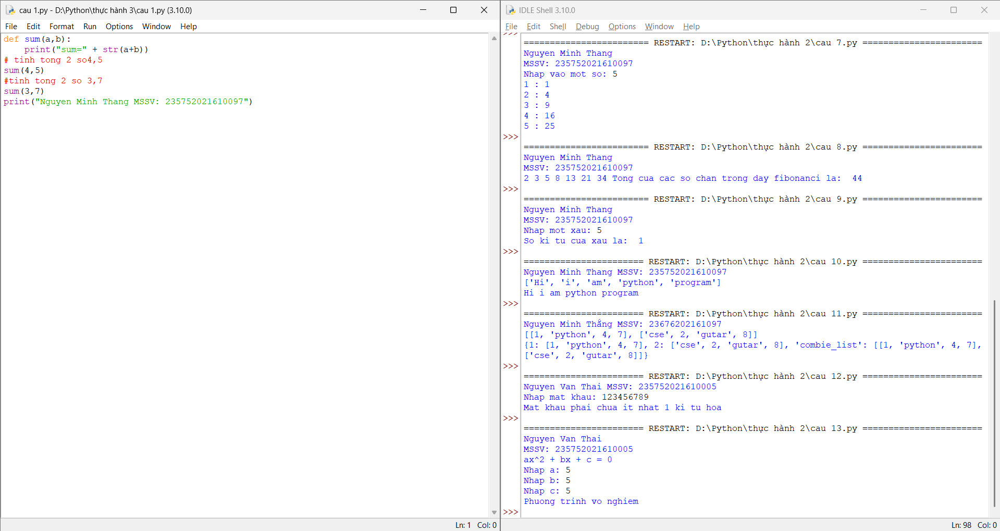 cau 1.py - D:\Python\thực hành 3\cau 1.py (3.10.0)
File Edit Format Run Options Window Help
def sum(a,b):
    print("sum=" + str(a+b))
# tinh tong 2 so4,5
sum(4,5)
#tinh tong 2 so 3,7
sum(3,7)
print("Nguyen Minh Thang MSSV: 235752021610097")
Ln: 1 Col: 0
IDLE Shell 3.10.0
File Edit Shell Debug Options Window Help
>>>
======================== RESTART: D:\Python\thực hành 2\cau 7.py =======================
Nguyen Minh Thang
MSSV: 235752021610097
Nhap vao mot so: 5
1 : 1
2 : 4
3 : 9
4 : 16
5 : 25
>>>
======================== RESTART: D:\Python\thực hành 2\cau 8.py =======================
Nguyen Minh Thang
MSSV: 235752021610097
2 3 5 8 13 21 34 Tong cua cac so chan trong day fibonanci la:  44
>>>
======================== RESTART: D:\Python\thực hành 2\cau 9.py =======================
Nguyen Minh Thang
MSSV: 235752021610097
Nhap mot xau: 5
So ki tu cua xau la:  1
>>>
======================= RESTART: D:\Python\thực hành 2\cau 10.py =======================
Nguyen Minh Thang MSSV: 235752021610097
['Hi', 'i', 'am', 'python', 'program']
Hi i am python program
>>>
======================= RESTART: D:\Python\thực hành 2\cau 11.py =======================
Nguyen Minh Thắng MSSV: 23676202161097
[[1, 'python', 4, 7], ['cse', 2, 'gutar', 8]]
{1: [1, 'python', 4, 7], 2: ['cse', 2, 'gutar', 8], 'combie_list': [[1, 'python', 4, 7],
['cse', 2, 'gutar', 8]]}
>>>
======================= RESTART: D:\Python\thực hành 2\cau 12.py =======================
Nguyen Van Thai MSSV: 235752021610005
Nhap mat khau: 123456789
Mat khau phai chua it nhat 1 ki tu hoa
>>>
======================= RESTART: D:\Python\thực hành 2\cau 13.py =======================
Nguyen Van Thai
MSSV: 235752021610005
ax^2 + bx + c = 0
Nhap a: 5
Nhap b: 5
Nhap c: 5
Phuong trinh vo nghiem
>>>
Ln: 98 Col: 0